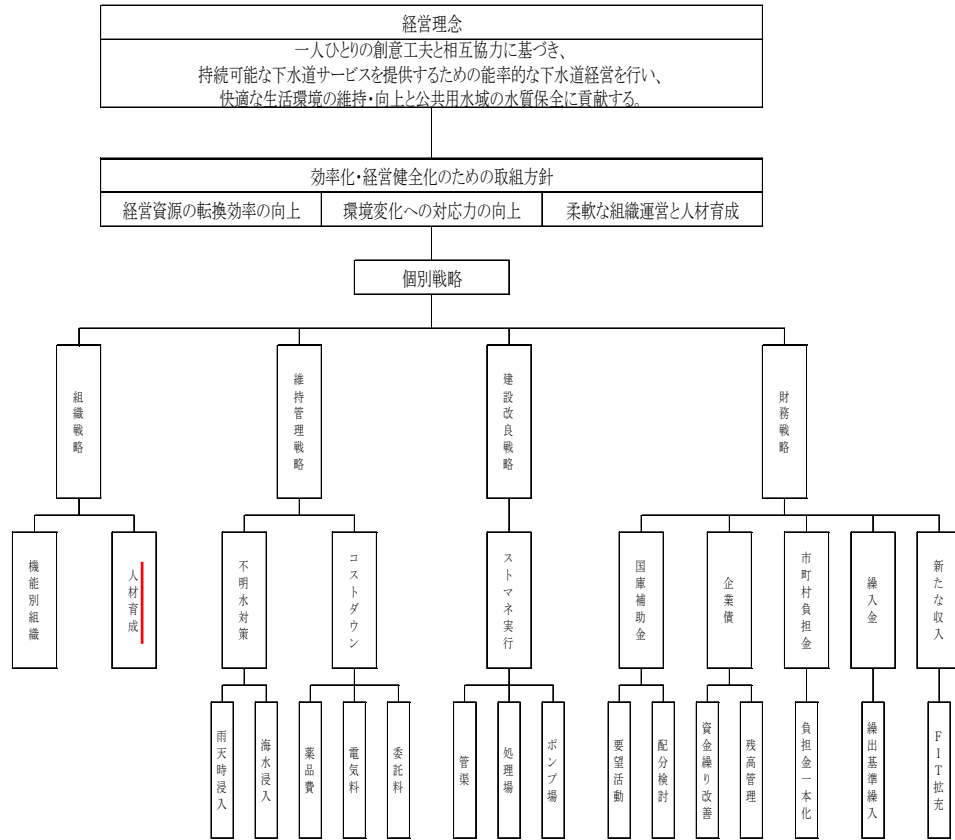 経営理念
一人ひとりの創意工夫と相互協力に基づき、
持続可能な下水道サービスを提供するための能率的な下水道経営を行い、
快適な生活環境の維持・向上と公共用水域の水質保全に貢献する。
効率化・経営健全化のための取組方針
経営資源の転換効率の向上
環境変化への対応力の向上
柔軟な組織運営と人材育成
個別戦略
組織戦略
維持管理戦略
建設改良戦略
財務戦略
機能別組織
人材育成
不明水対策
コストダウン
ストマネ実行
国庫補助金
企業債
市町村負担金
繰入金
新たな収入
雨天時浸入
海水浸入
薬品費
電気料
委託料
管渠
処理場
ポンプ場
要望活動
配分検討
資金繰り改善
残高管理
負担金一本化
繰出基準繰入
FIT拡充